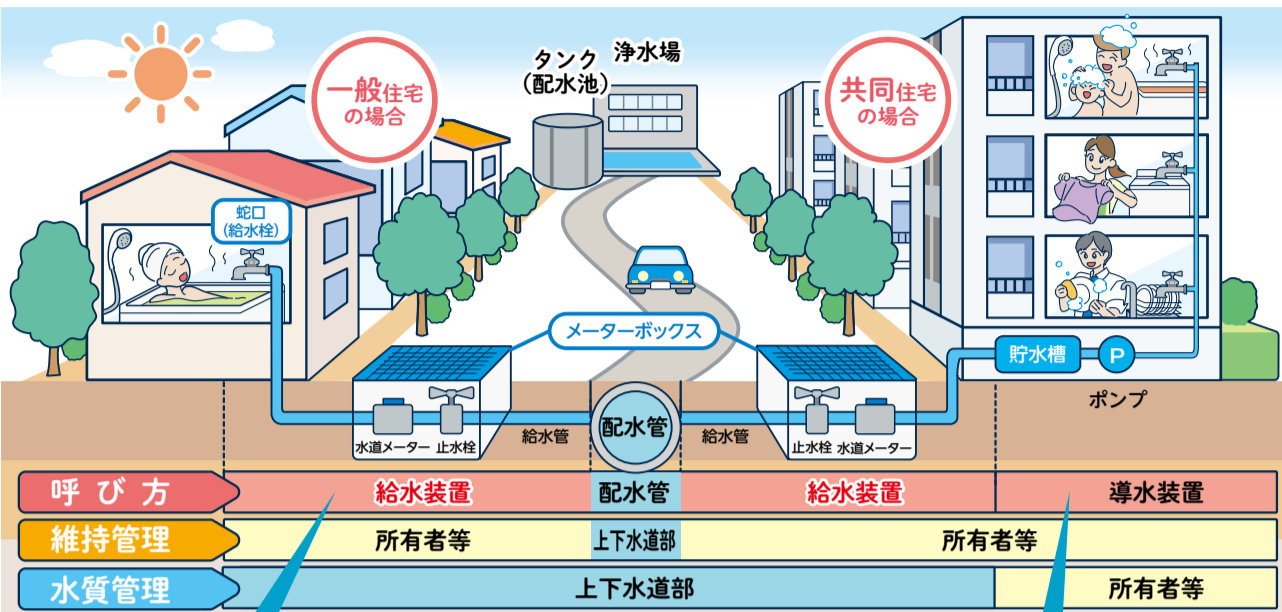 一般住宅
の場合
タンク
(配水池)
浄水場
共同住宅
の場合
蛇口
(給水栓)
メーターボックス
貯水槽
P
ポンプ
水道メーター
止水栓
給水管
配水管
給水管
止水栓
水道メーター
呼び方
給水装置
配水管
給水装置
導水装置
維持管理
所有者等
上下水道部
所有者等
水質管理
上下水道部
所有者等